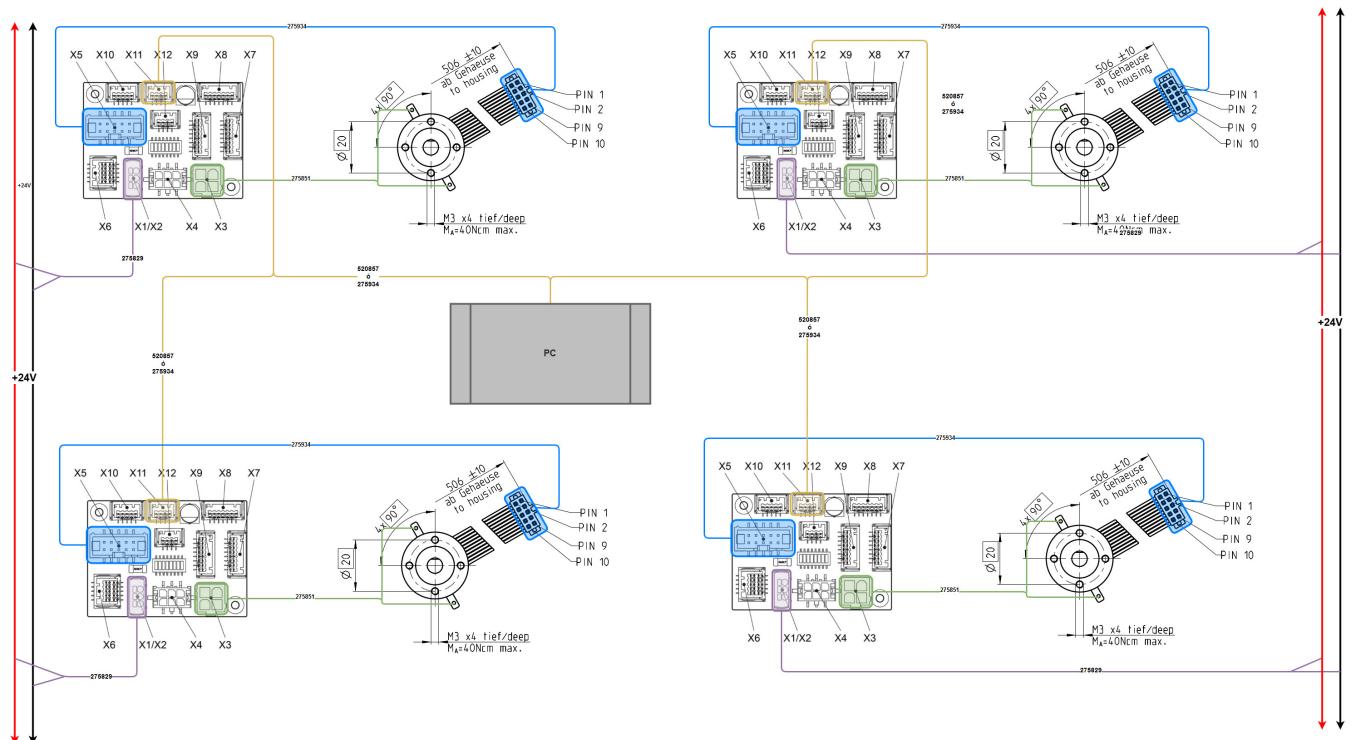 275934
X5 X10 X11 X12 X9 X8 X7
506 ±10
ab Gehaeuse
to housing
4x 90°
PIN 1
PIN 2
PIN 9
PIN 10
Ø 20
+24V
275851
X6 X1/X2 X4 X3
M3 x4 tief/deep
MA=40Ncm max.
275829
X5 X10 X11 X12 X9 X8 X7
506 ±10
ab Gehaeuse
to housing
4x 90°
PIN 1
PIN 2
PIN 9
PIN 10
520857
ó
275934
Ø 20
275851
X6 X1/X2 X4 X3
M3 x4 tief/deep
MA=40Ncm max.
275829
520857
ó
275934
PC
520857
ó
275934
+24V
520857
ó
275934
+24V
275934
X5 X10 X11 X12 X9 X8 X7
506 ±10
ab Gehaeuse
to housing
4x 90°
PIN 1
PIN 2
PIN 9
PIN 10
Ø 20
275851
X6 X1/X2 X4 X3
M3 x4 tief/deep
MA=40Ncm max.
275829
275934
X5 X10 X11 X12 X9 X8 X7
506 ±10
ab Gehaeuse
to housing
4x 90°
PIN 1
PIN 2
PIN 9
PIN 10
Ø 20
275851
X6 X1/X2 X4 X3
M3 x4 tief/deep
MA=40Ncm max.
275829